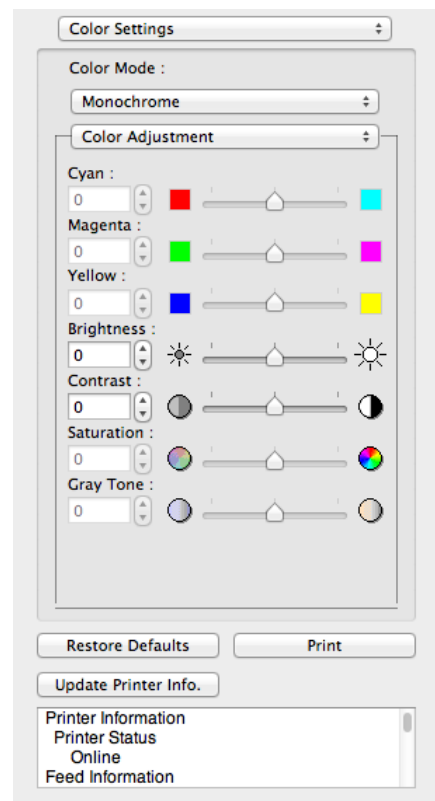 Color Settings
Color Mode :
Monochrome
Color Adjustment
Cyan :
0
Magenta :
0
Yellow :
0
Brightness :
0
Contrast :
0
Saturation :
0
Gray Tone :
0
Restore Defaults Print
Update Printer Info.
Printer Information
Printer Status
Online
Feed Information